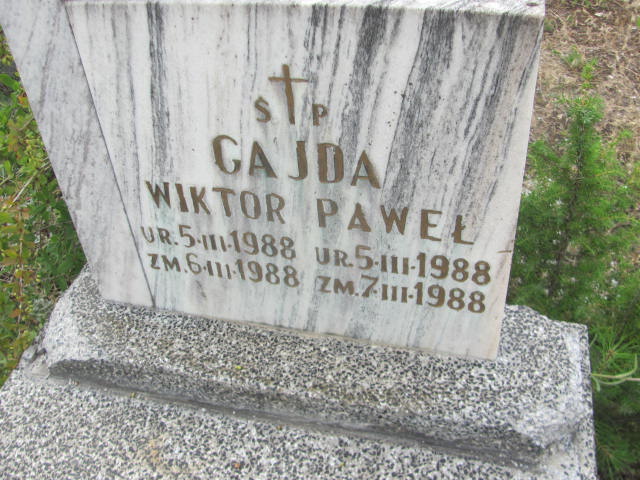 Ś P
GAJDA
WIKTOR PAWEŁ
UR. 5-III-1988 UR. 5-III-1988
ZM. 6-III-1988 ZM. 7-III-1988